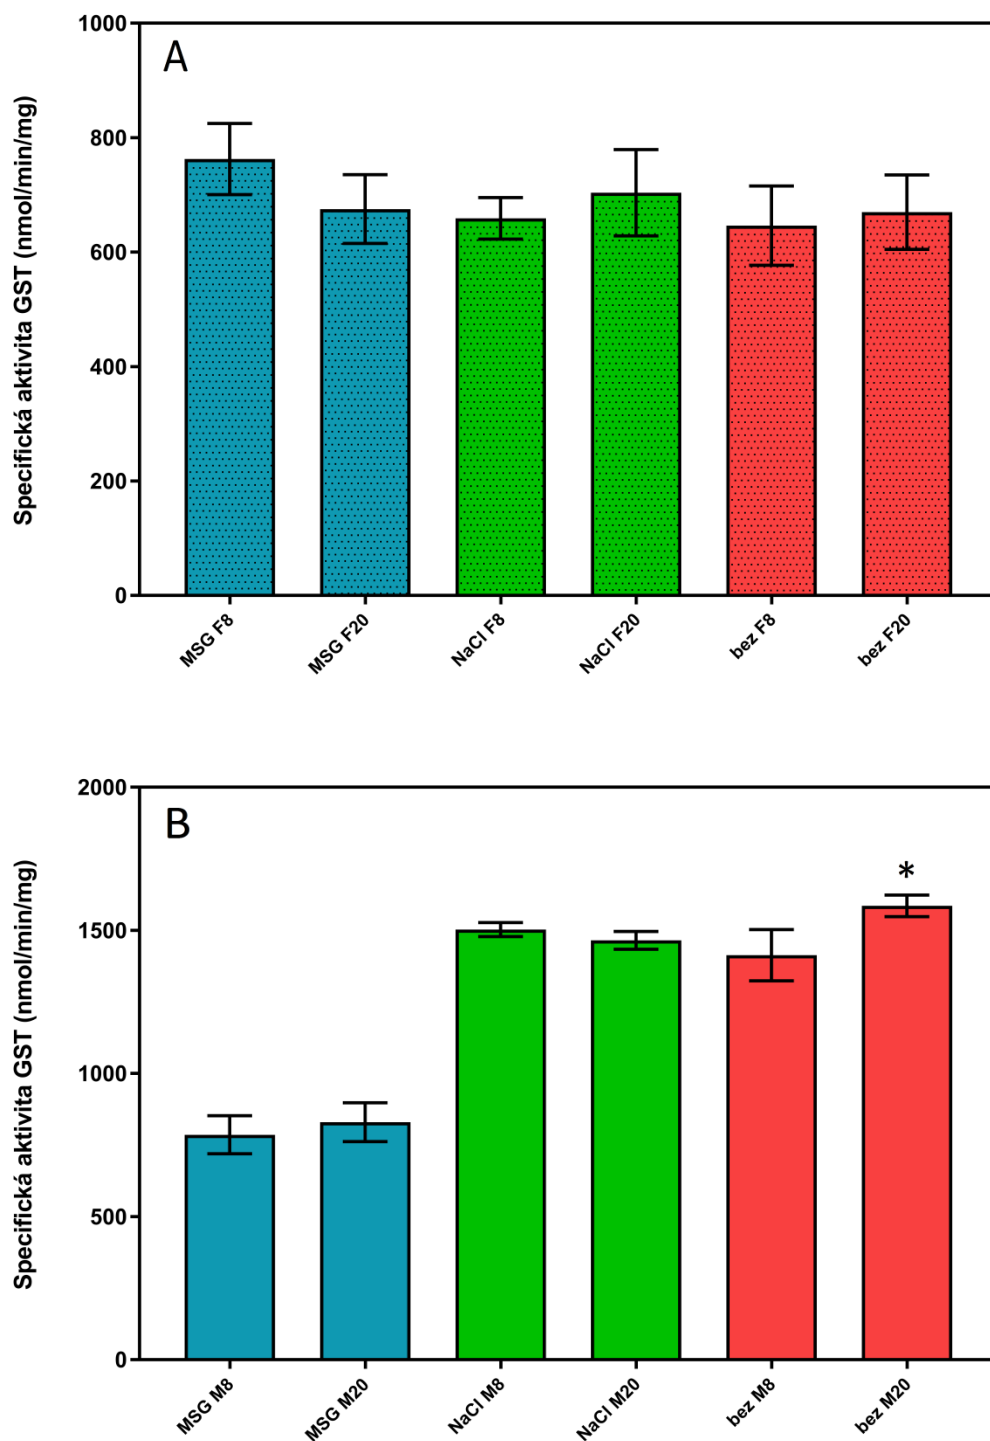 A
Specifická aktivita GST (nmol/min/mg)
1000
800
600
400
200
0
MSG F8
MSG F20
NaCl F8
NaCl F20
bez F8
bez F20
B
Specifická aktivita GST (nmol/min/mg)
2000
1500
1000
500
0
*
MSG M8
MSG M20
NaCl M8
NaCl M20
bez M8
bez M20